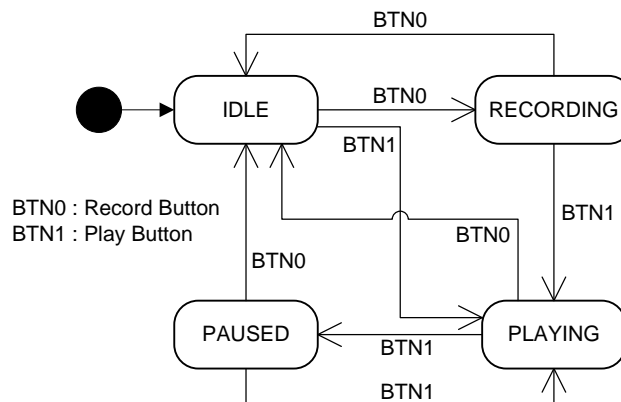 BTN0
IDLE
BTN0
RECORDING
BTN1
BTN0 : Record Button
BTN1 : Play Button
BTN1
BTN0
BTN0
PAUSED
BTN1
PLAYING
BTN1